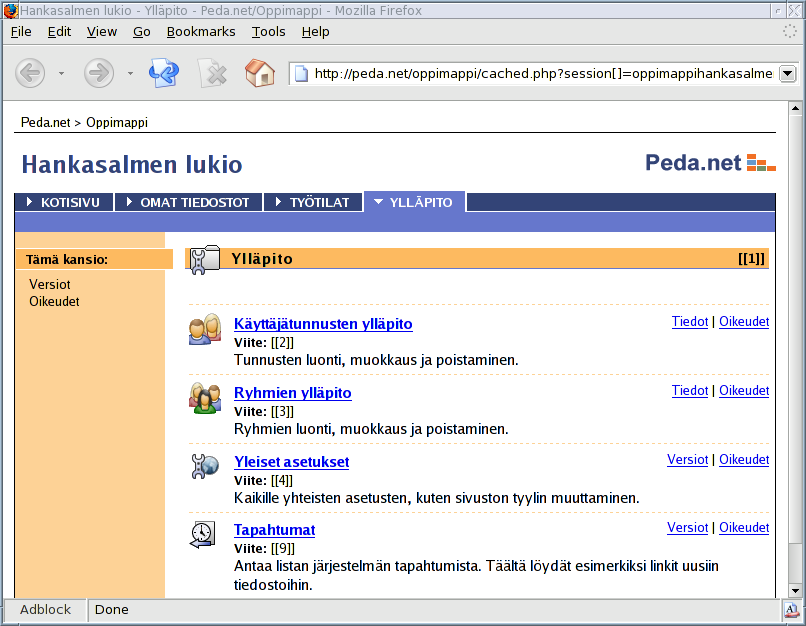 Hankasalmen lukio - Ylläpito - Peda.net/Oppimappi - Mozilla Firefox
File Edit View Go Bookmarks Tools Help
http://peda.net/oppimappi/cached.php?session[]=oppimappihankasalme
Peda.net > Oppimappi
Hankasalmen lukio
Peda.net
KOTISIVU OMAT TIEDOSTOT TYÖTILAT YLLÄPITO
Tämä kansio:
Versiot
Oikeudet
Ylläpito [[1]]
Käyttäjätunnusten ylläpito Tiedot | Oikeudet
Viite: [[2]]
Tunnusten luonti, muokkaus ja poistaminen.
Ryhmien ylläpito Tiedot | Oikeudet
Viite: [[3]]
Ryhmien luonti, muokkaus ja poistaminen.
Yleiset asetukset Versiot | Oikeudet
Viite: [[4]]
Kaikille yhteisten asetusten, kuten sivuston tyylin muuttaminen.
Tapahtumat Versiot | Oikeudet
Viite: [[9]]
Antaa listan järjestelmän tapahtumista. Täältä löydät esimerkiksi linkit uusiin
tiedostoihin.
Adblock Done